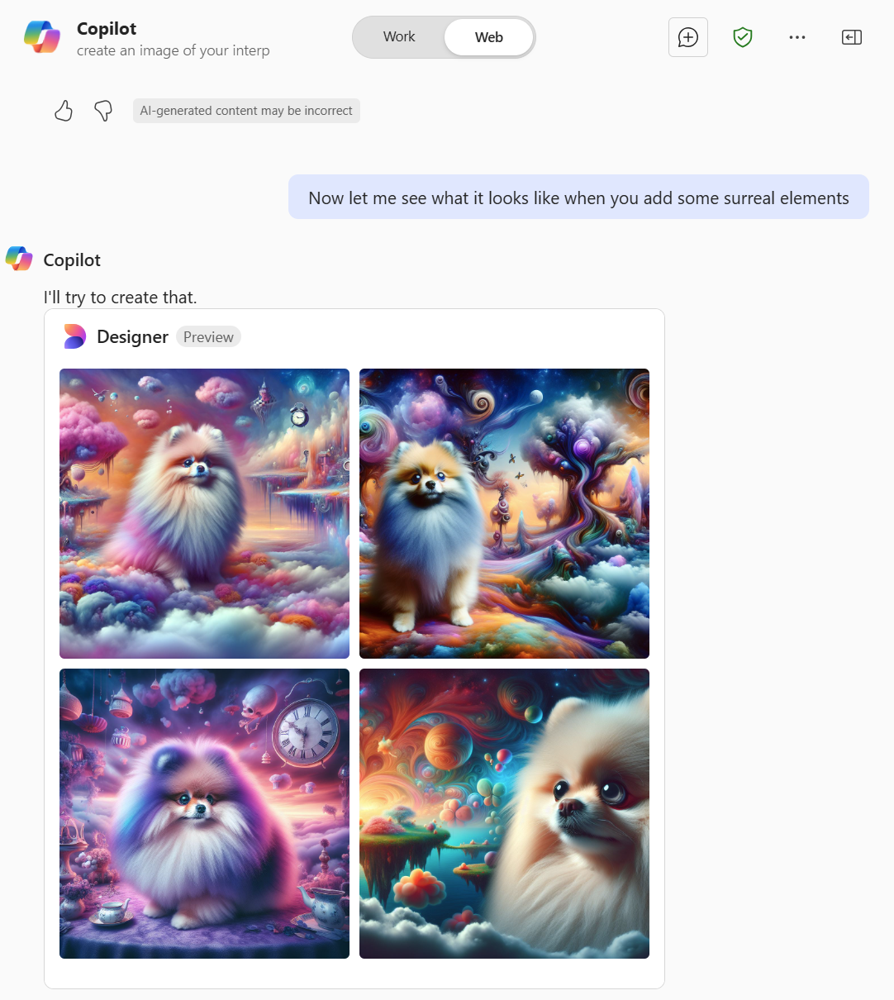 Copilot
create an image of your interp
Work
Web
AI-generated content may be incorrect
Now let me see what it looks like when you add some surreal elements
Copilot
I'll try to create that.
Designer
Preview